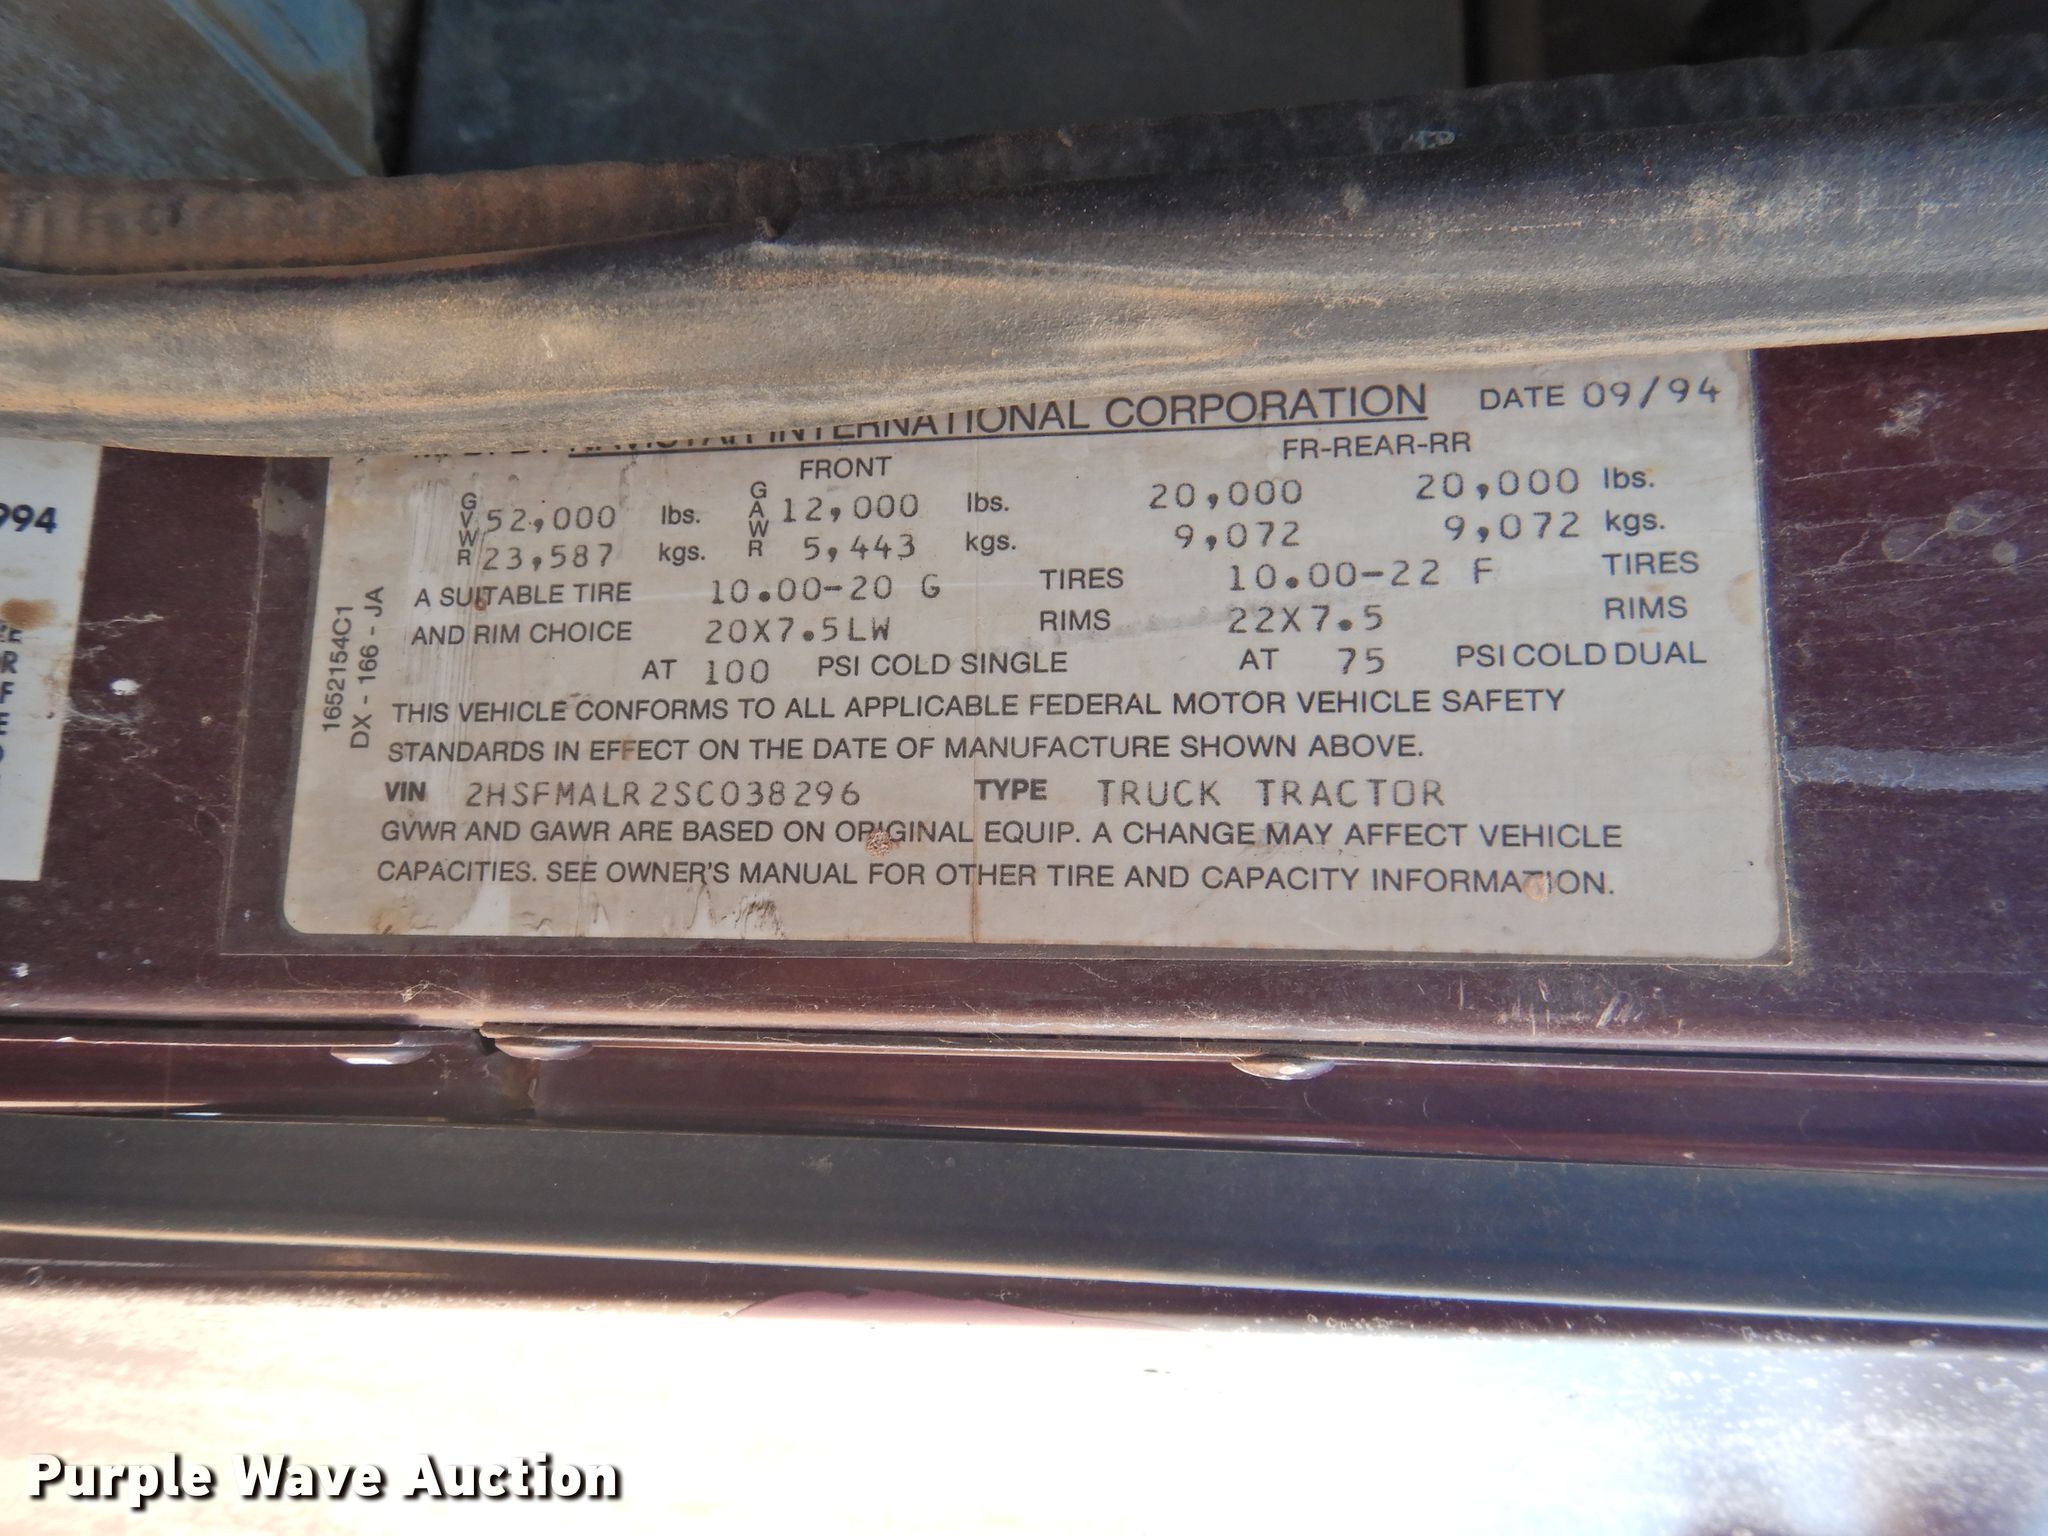 INTERNATIONAL CORPORATION DATE 09/94
FRONT FR-REAR-RR
GVWR 52,000 lbs. GAWR 12,000 lbs. 20,000 20,000 lbs.
23,587 kgs. 5,443 kgs. 9,072 9,072 kgs.
A SUITABLE TIRE 10.00-20 G TIRES 10.00-22 F TIRES
AND RIM CHOICE 20X7.5LW RIMS 22X7.5 RIMS
AT 100 PSI COLD SINGLE AT 75 PSI COLD DUAL
THIS VEHICLE CONFORMS TO ALL APPLICABLE FEDERAL MOTOR VEHICLE SAFETY
STANDARDS IN EFFECT ON THE DATE OF MANUFACTURE SHOWN ABOVE.
VIN 2HSFMALR2SC038296 TYPE TRUCK TRACTOR
GVWR AND GAWR ARE BASED ON ORIGINAL EQUIP. A CHANGE MAY AFFECT VEHICLE
CAPACITIES. SEE OWNER'S MANUAL FOR OTHER TIRE AND CAPACITY INFORMATION.
1652154C1
DX - 166 - JA
994
Purple Wave Auction